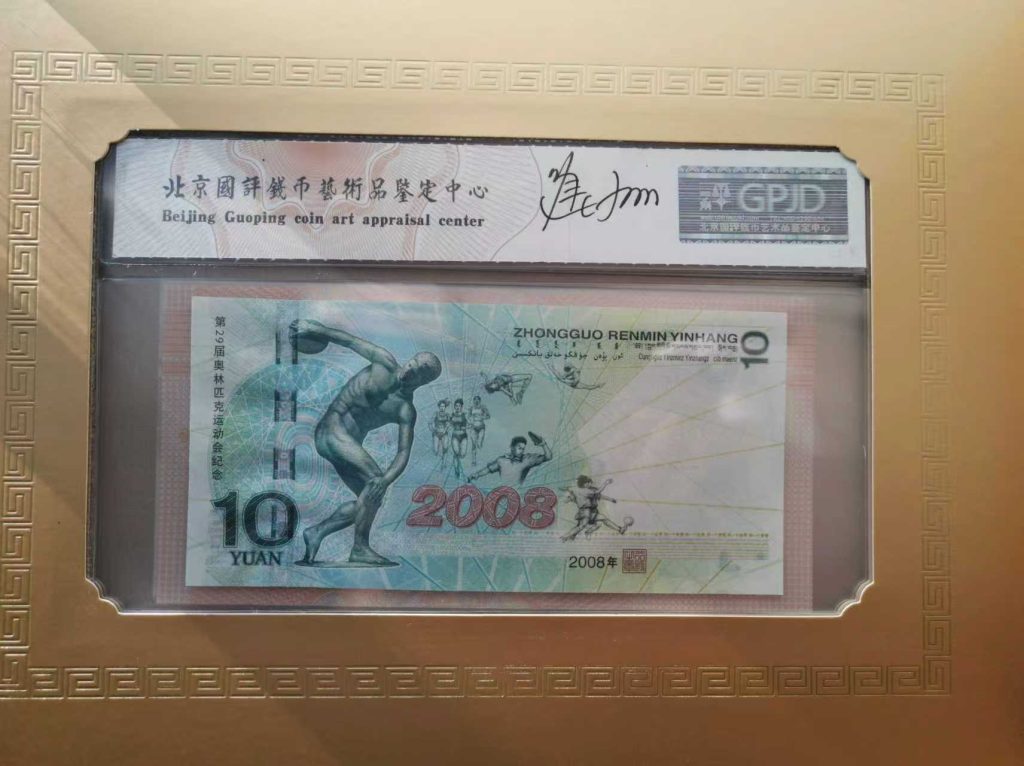 北京國評錢币藝術品鑒定中心
Beijing Guoping coin art appraisal center
GPJD
北京國評钱币艺术品鉴定中心
第29届奥林匹克运动会纪念
ZHONGGUO RENMIN YINHANG
10
10
YUAN
2008
2008年